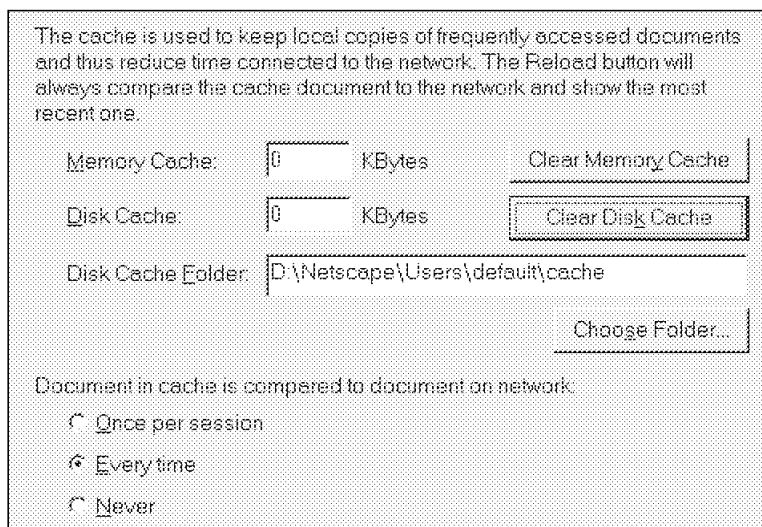 The cache is used to keep local copies of frequently accessed documents
and thus reduce time connected to the network. The Reload button will
always compare the cache document to the network and show the most
recent one.
Memory Cache: 0 KBytes Clear Memory Cache
Disk Cache: 0 KBytes Clear Disk Cache
Disk Cache Folder: D:\Netscape\Users\default\cache
Choose Folder...
Document in cache is compared to document on network:
Once per session
Every time
Never